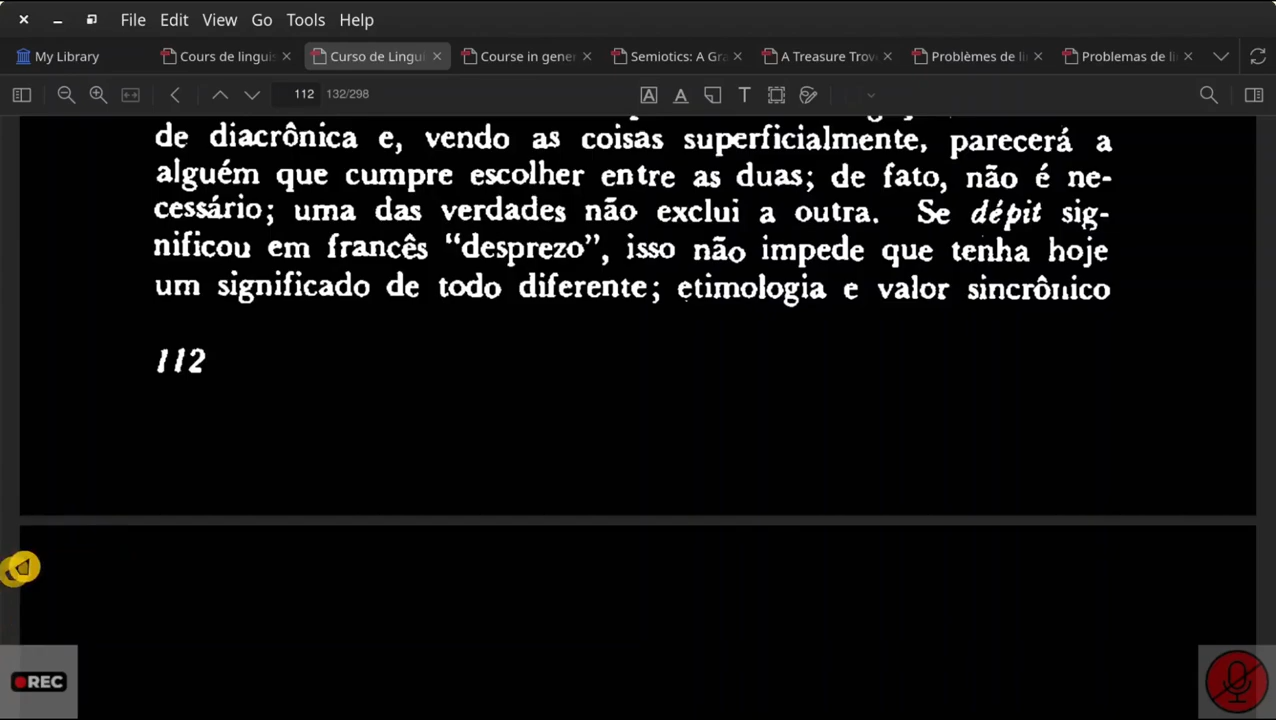 File Edit View Go Tools Help
My Library Cours de linguis Curso de Lingui Course in gener Semiotics: A Gra A Treasure Trove Problèmes de li Problemas de li
112 132/298
de diacrônica e, vendo as coisas superficialmente, parecerá a
alguém que cumpre escolher entre as duas; de fato, não é ne-
cessário; uma das verdades não exclui a outra. Se dépit sig-
nificou em francês “desprezo”, isso não impede que tenha hoje
um significado de todo diferente; etimologia e valor sincrônico
112
REC